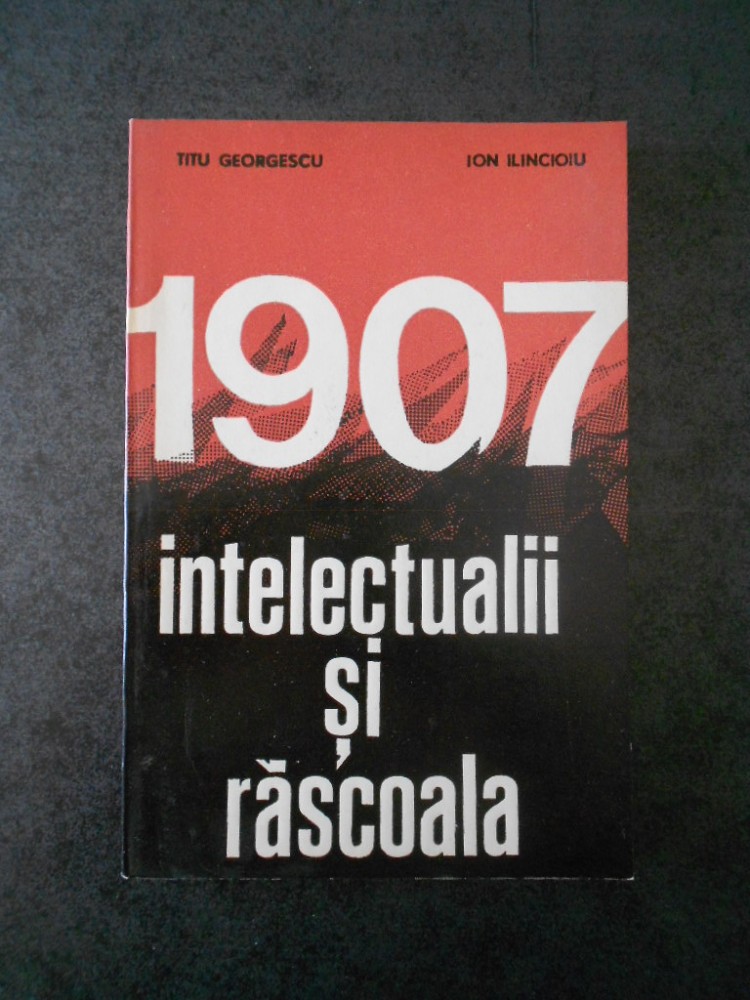 TITU GEORGESCU ION ILINCIOIU
1907
intelectualii
și
răscoala